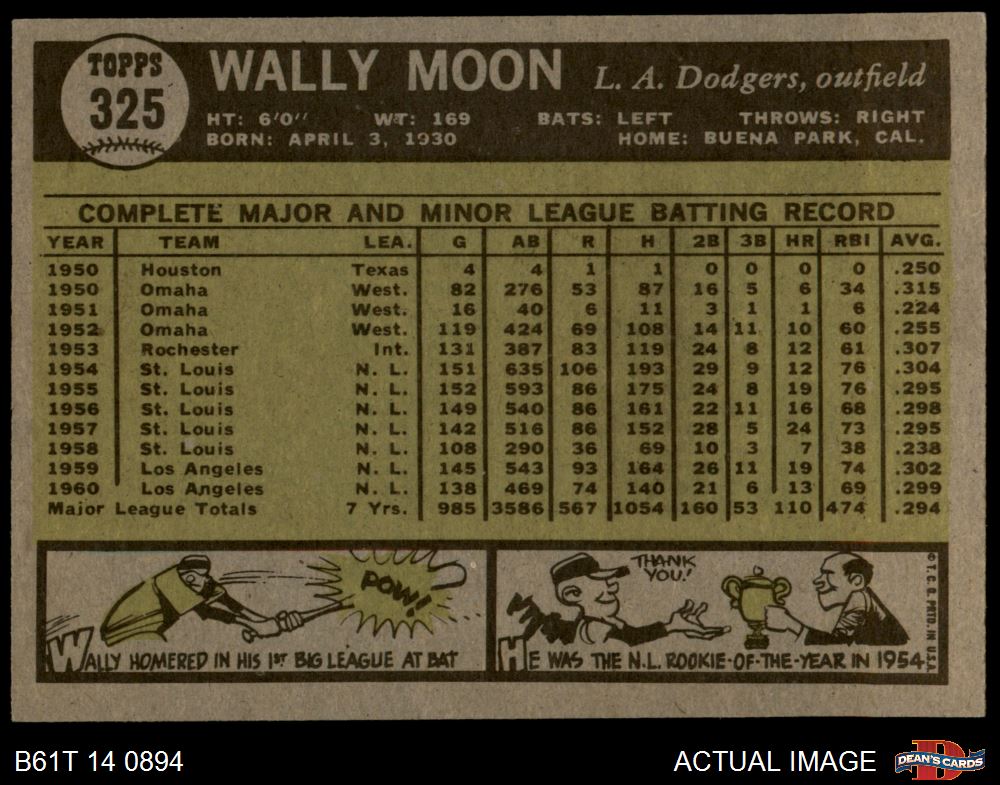 TOPPS
325
WALLY MOON L. A. Dodgers, outfield
HT: 6'0" WT: 169 BATS: LEFT THROWS: RIGHT
BORN: APRIL 3, 1930 HOME: BUENA PARK, CAL.
COMPLETE MAJOR AND MINOR LEAGUE BATTING RECORD
YEAR TEAM LEA. G AB R H 2B 3B HR RBI AVG.
1950 Houston Texas 4 4 1 1 0 0 0 0 .250
1950 Omaha West. 82 276 53 87 16 5 6 34 .315
1951 Omaha West. 16 40 6 11 3 1 1 6 .224
1952 Omaha West. 119 424 69 108 14 11 10 60 .255
1953 Rochester Int. 131 387 83 119 24 8 12 61 .307
1954 St. Louis N. L. 151 635 106 193 29 9 12 76 .304
1955 St. Louis N. L. 152 593 86 175 24 8 19 76 .295
1956 St. Louis N. L. 149 540 86 161 22 11 16 68 .298
1957 St. Louis N. L. 142 516 86 152 28 5 24 73 .295
1958 St. Louis N. L. 108 290 36 69 10 3 7 38 .238
1959 Los Angeles N. L. 145 543 93 164 26 11 19 74 .302
1960 Los Angeles N. L. 138 469 74 140 21 6 13 69 .299
Major League Totals 7 Yrs. 985 3586 567 1054 160 53 110 474 .294
POW!
WALLY HOMERED IN HIS 1ST BIG LEAGUE AT BAT
THANK
YOU!
HE WAS THE N.L. ROOKIE-OF-THE-YEAR IN 1954
© T. C. G. PRTD. IN U.S.A.
B61T 14 0894 ACTUAL IMAGE
DEAN'S CARDS